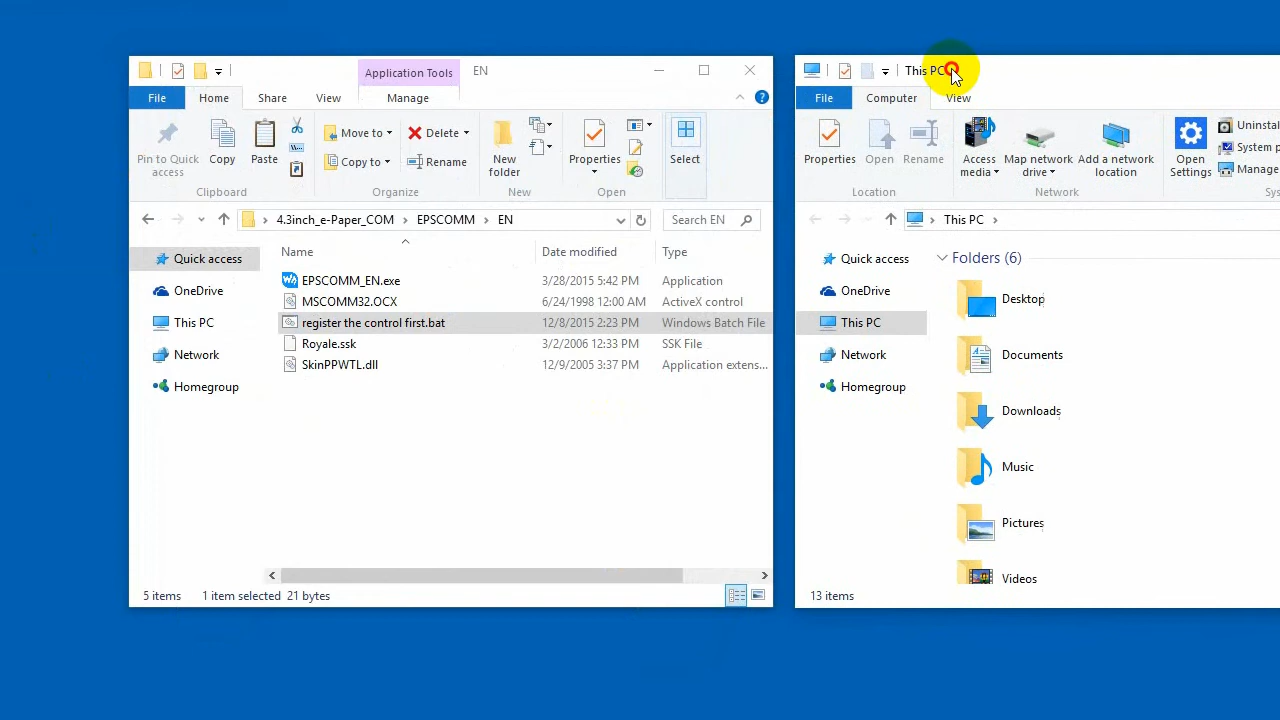 Application Tools
EN
File
Home
Share
View
Manage
Pin to Quick
access
Copy
Paste
Move to
Copy to
Delete
Rename
New
folder
Properties
Select
Clipboard
Organize
New
Open
4.3inch_e-Paper_COM
EPSCOMM
EN
Search EN
Quick access
OneDrive
This PC
Network
Homegroup
Name
Date modified
Type
EPSCOMM_EN.exe 3/28/2015 5:42 PM Application
MSCOMM32.OCX 6/24/1998 12:00 AM ActiveX control
register the control first.bat 12/8/2015 2:23 PM Windows Batch File
Royale.ssk 3/2/2006 12:33 PM SSK File
SkinPPWTL.dll 12/9/2005 3:37 PM Application extens...
5 items
1 item selected 21 bytes
This PC
File
Computer
View
Properties
Open
Rename
Access
media
Map network
drive
Add a network
location
Open
Settings
Uninstal
System p
Manage
Location
Network
Sys
This PC
Quick access
OneDrive
This PC
Network
Homegroup
Folders (6)
Desktop
Documents
Downloads
Music
Pictures
Videos
13 items